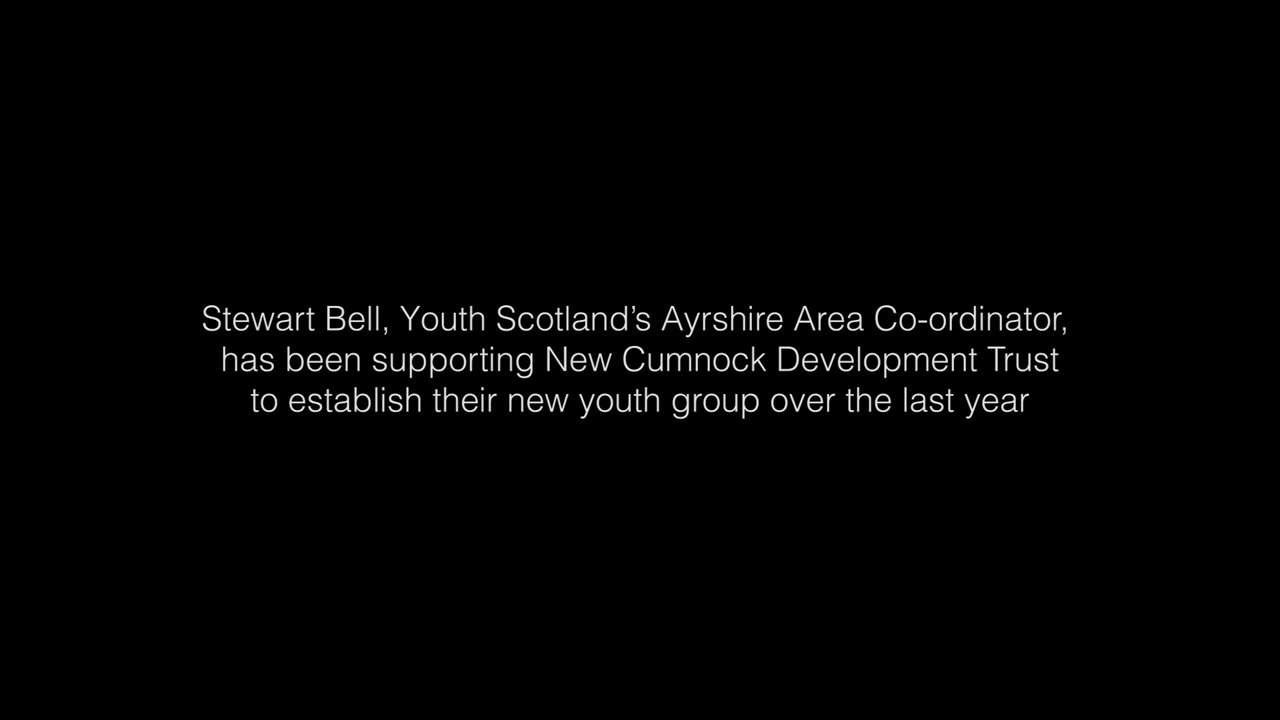 Stewart Bell, Youth Scotland’s Ayrshire Area Co-ordinator,
has been supporting New Cumnock Development Trust
to establish their new youth group over the last year